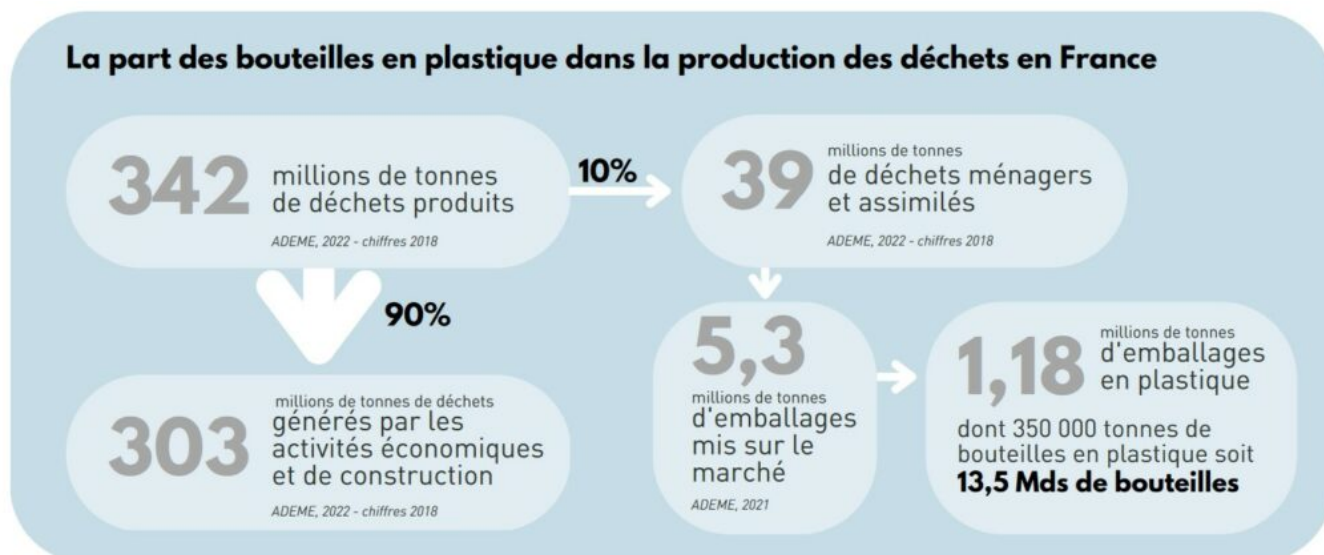 La part des bouteilles en plastique dans la production des déchets en France
342
millions de tonnes
de déchets produits
ADEME, 2022 - chiffres 2018
10%
39
millions de tonnes
de déchets ménagers
et assimilés
ADEME, 2022 - chiffres 2018
90%
303
millions de tonnes de déchets
générés par les
activités économiques
et de construction
ADEME, 2022 - chiffres 2018
5,3
millions de tonnes
d'emballages
mis sur le
marché
ADEME, 2021
1,18
millions de tonnes
d'emballages
en plastique
dont 350 000 tonnes de
bouteilles en plastique soit
13,5 Mds de bouteilles